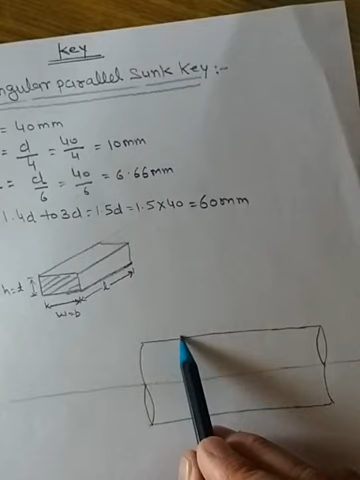 Key
ngular parallel Sunk Key:-
= 40mm
= d/4 = 40/4 = 10mm
= d/6 = 40/6 = 6.66mm
1.4d to 3d = 1.5d = 1.5 x 40 = 60mm
h=t
l
w=b